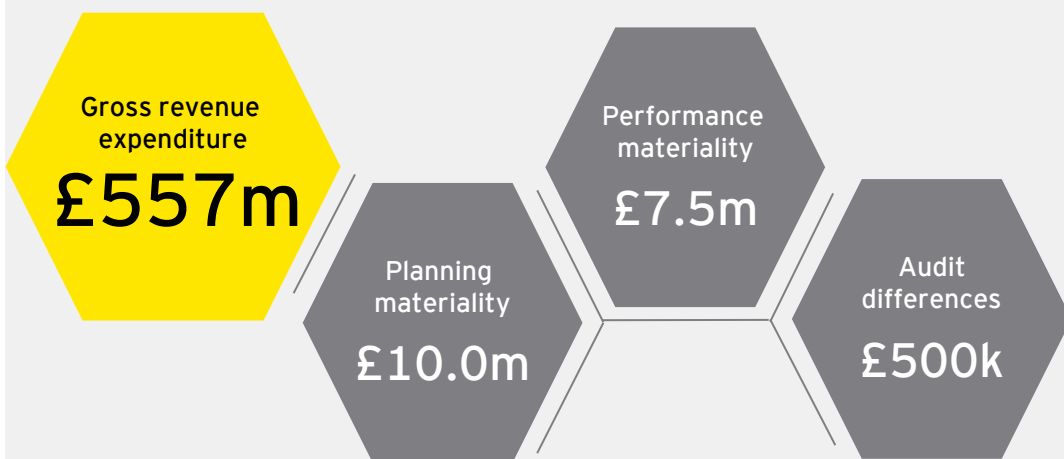 Gross revenue
expenditure
£557m
Planning
materiality
£10.0m
Performance
materiality
£7.5m
Audit
differences
£500k